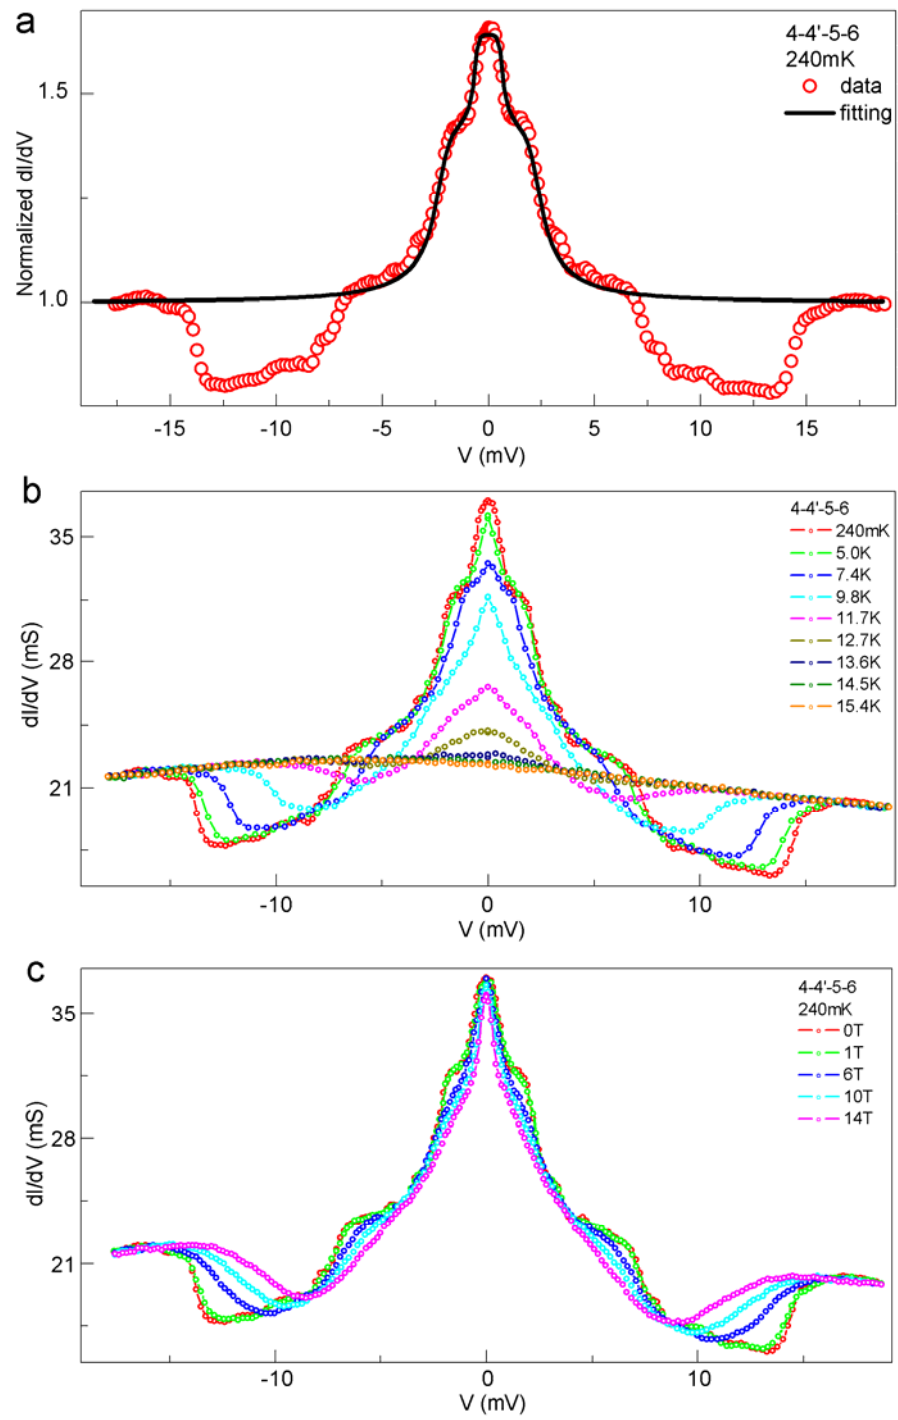 a
4-4'-5-6
240mK
data
fitting
1.5
1.0
Normalized dI/dV
-15 -10 -5 0 5 10 15
V (mV)
b
4-4'-5-6
240mK
5.0K
7.4K
9.8K
11.7K
12.7K
13.6K
14.5K
15.4K
35
28
21
dI/dV (mS)
-10 0 10
V (mV)
c
4-4'-5-6
240mK
0T
1T
6T
10T
14T
35
28
21
dI/dV (mS)
-10 0 10
V (mV)